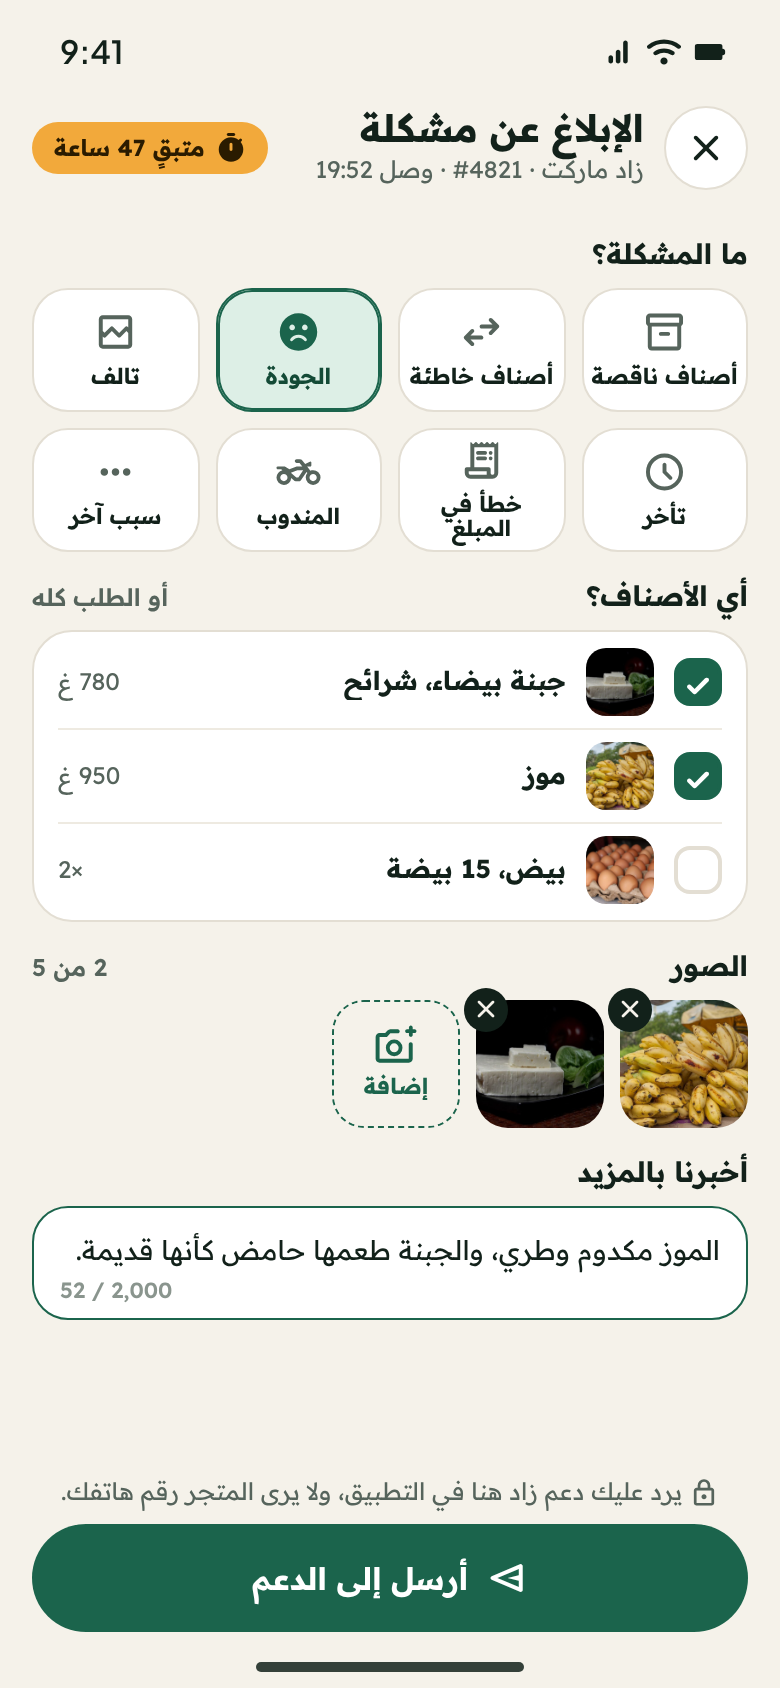 9:41
الإبلاغ عن مشكلة
متبقٍ 47 ساعة
زاد ماركت · #4821 · وصل 19:52
ما المشكلة؟
أصناف ناقصة
أصناف خاطئة
الجودة
تالف
تأخر
خطأ في
المبلغ
المندوب
سبب آخر
أي الأصناف؟
أو الطلب كله
جبنة بيضاء، شرائح
780 غ
موز
950 غ
بيض، 15 بيضة
2×
الصور
2 من 5
إضافة
أخبرنا بالمزيد
الموز مكدوم وطري، والجبنة طعمها حامض كأنها قديمة.
52 / 2,000
يرد عليك دعم زاد هنا في التطبيق، ولا يرى المتجر رقم هاتفك.
أرسل إلى الدعم